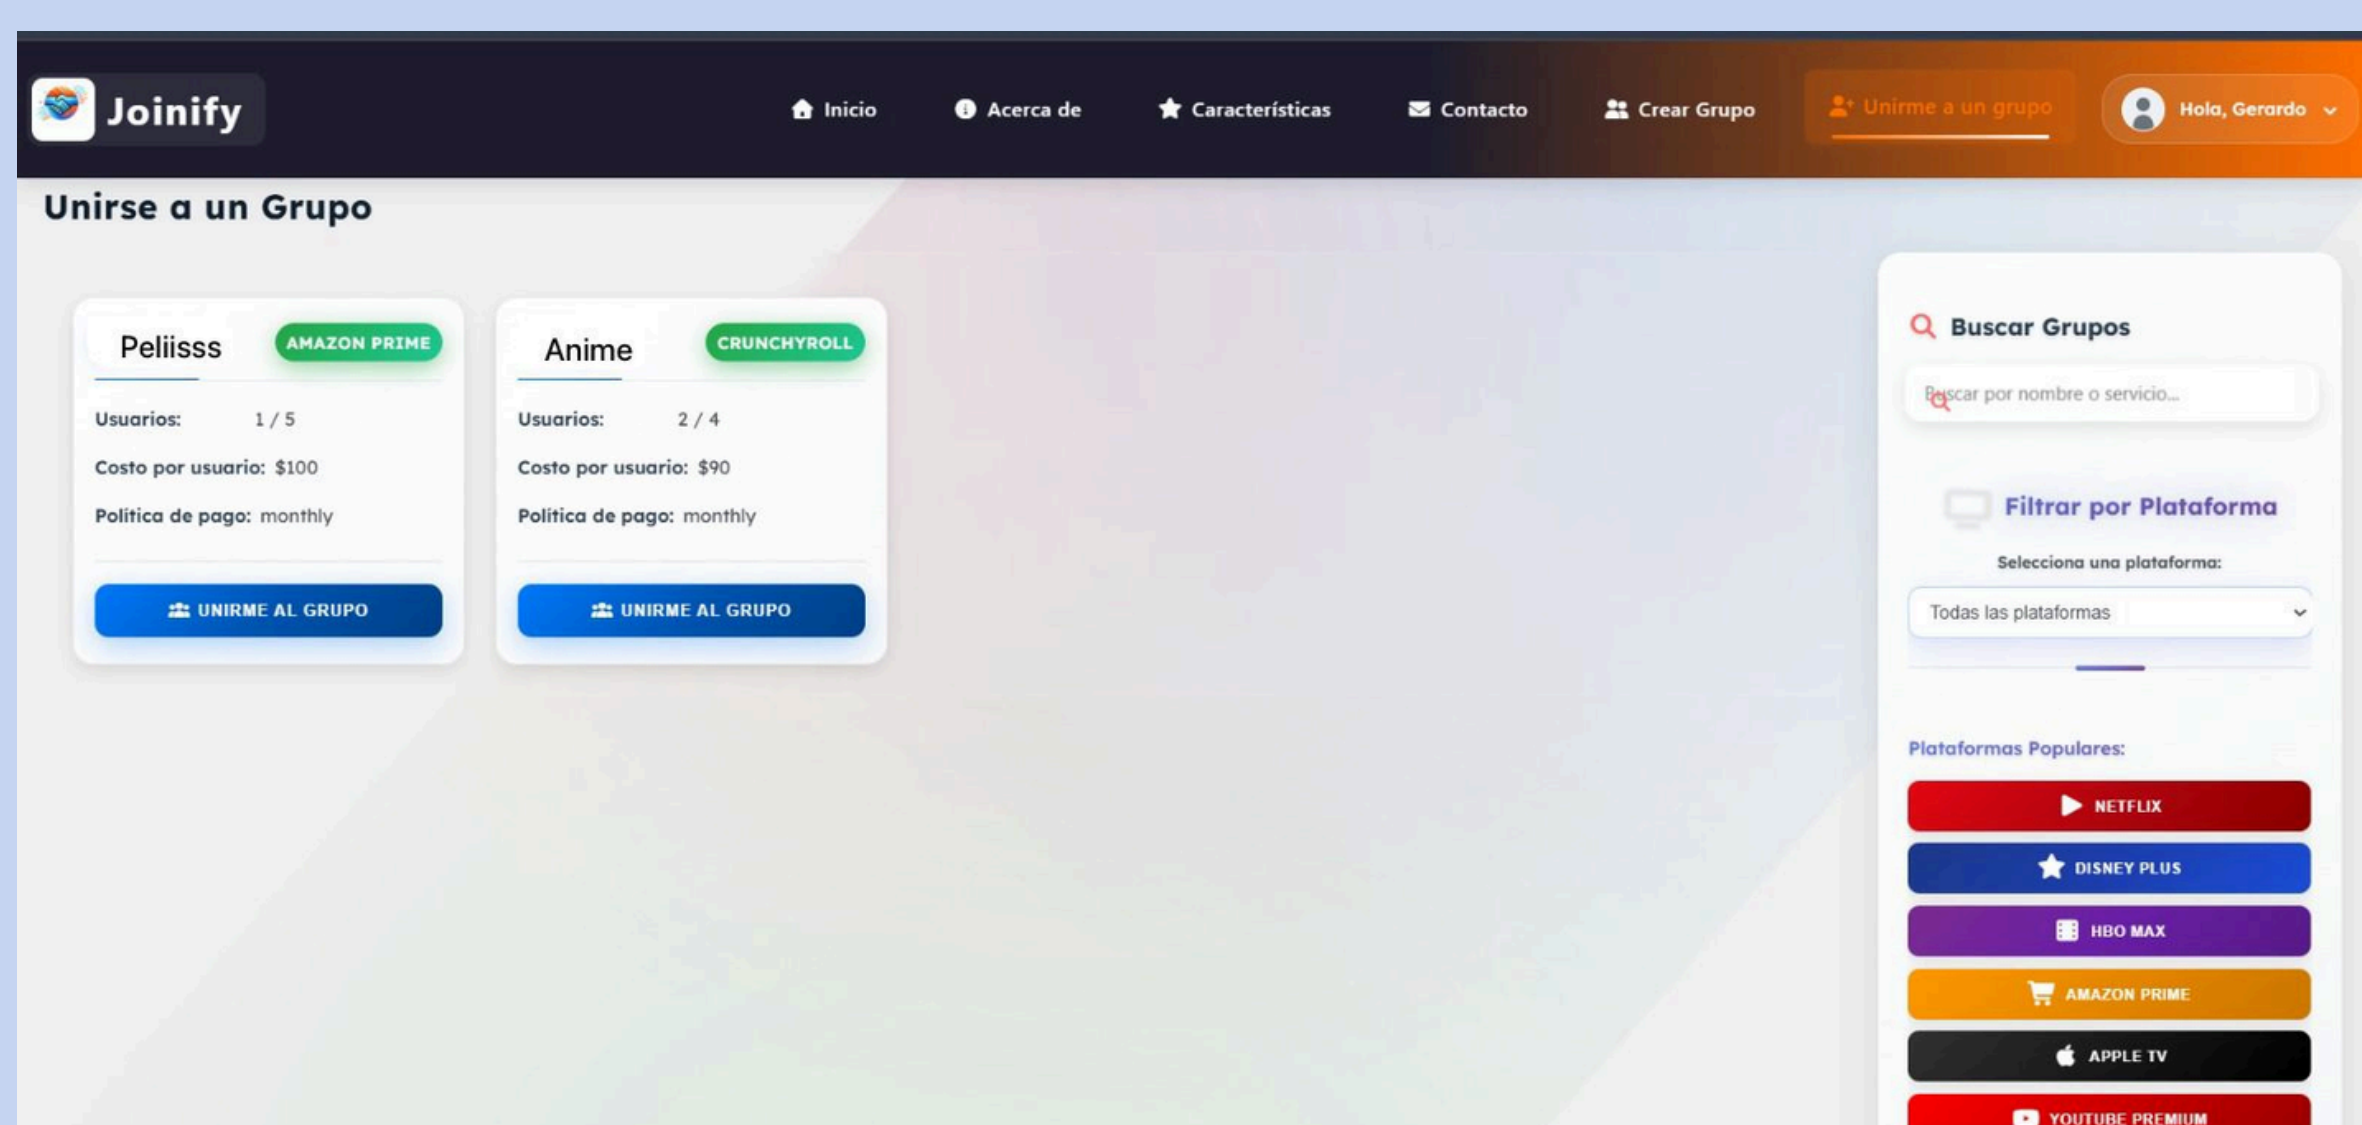 Joinify
Inicio
Acerca de
Características
Contacto
Crear Grupo
Unirme a un grupo
Hola, Gerardo
Unirse a un Grupo
Peliisss
AMAZON PRIME
Usuarios: 1 / 5
Costo por usuario: $100
Política de pago: monthly
UNIRME AL GRUPO
Anime
CRUNCHYROLL
Usuarios: 2 / 4
Costo por usuario: $90
Política de pago: monthly
UNIRME AL GRUPO
Buscar Grupos
Buscar por nombre o servicio...
Filtrar por Plataforma
Selecciona una plataforma:
Todas las plataformas
Plataformas Populares:
NETFLIX
DISNEY PLUS
HBO MAX
AMAZON PRIME
APPLE TV
YOUTUBE PREMIUM